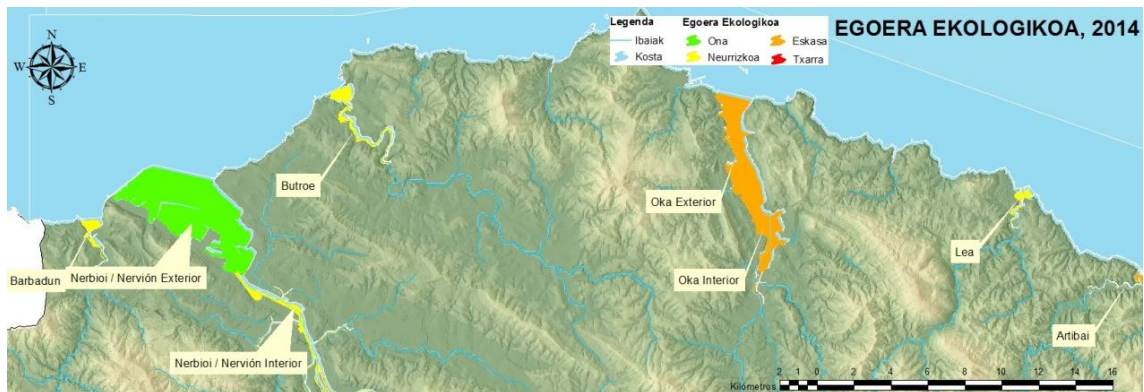 EGOERA EKOLOGIKOA, 2014
Legenda
Ibaiak
Kosta
Egoera Ekologikoa
Ona
Neurrizkoa
Eskasa
Txarra
N
W E
S
Butroe
Oka Exterior
Lea
Barbadun
Nerbioi / Nervión Exterior
Oka Interior
Artibai
Nerbioi / Nervión Interior
2 1 0 2 4 6 8 10 12 14 16
Kilómetros